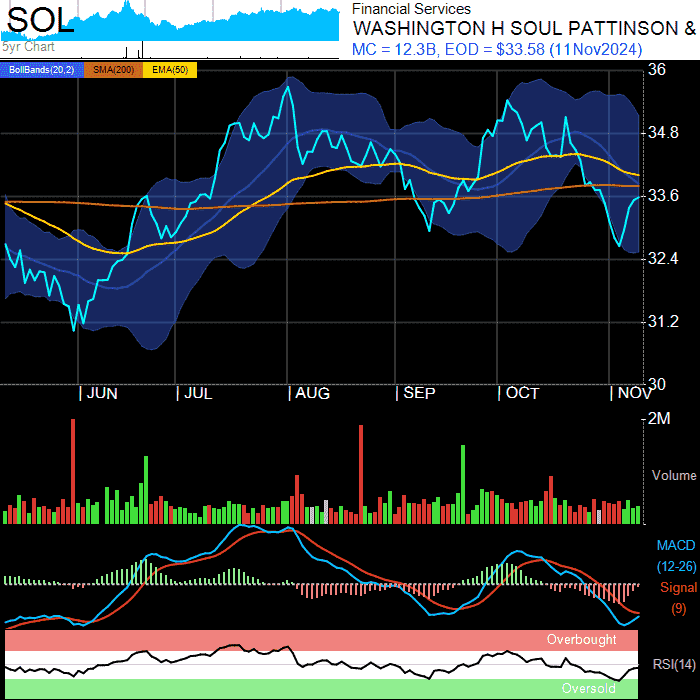 SOL
5yr Chart
Financial Services
WASHINGTON H SOUL PATTINSON &
MC = 12.3B, EOD = $33.58 (11Nov2024)
BollBands(20,2) SMA(200) EMA(50)
36
34.8
33.6
32.4
31.2
30
JUN JUL AUG SEP OCT NOV
2M
Volume
MACD
(12-26)
Signal
(9)
Overbought
RSI(14)
Oversold